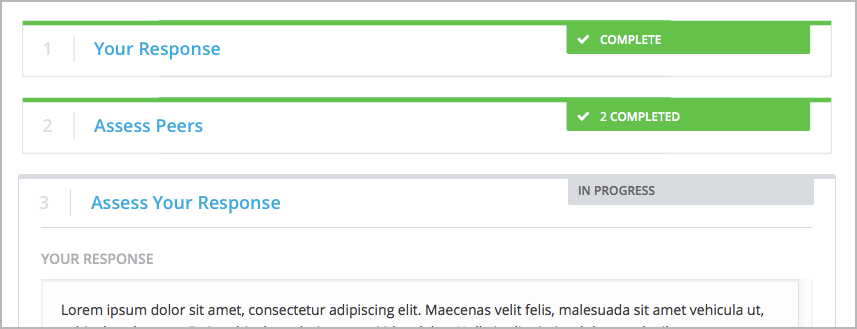 1 Your Response COMPLETE
2 Assess Peers 2 COMPLETED
3 Assess Your Response IN PROGRESS
YOUR RESPONSE
Lorem ipsum dolor sit amet, consectetur adipiscing elit. Maecenas velit felis, malesuada sit amet vehicula ut,